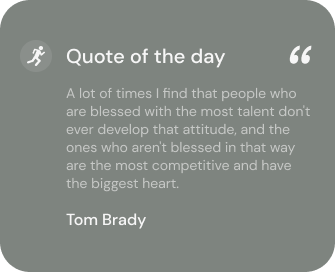 Quote of the day
A lot of times I find that people who
are blessed with the most talent don't
ever develop that attitude, and the
ones who aren't blessed in that way
are the most competitive and have
the biggest heart.
Tom Brady